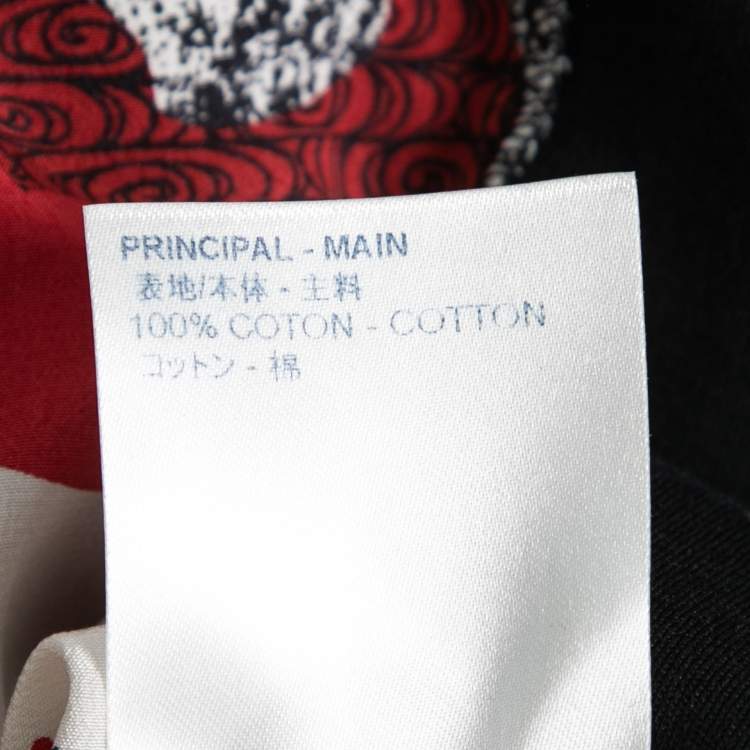 PRINCIPAL - MAIN
表地/本体 - 主料
100% COTON - COTTON
コットン - 棉